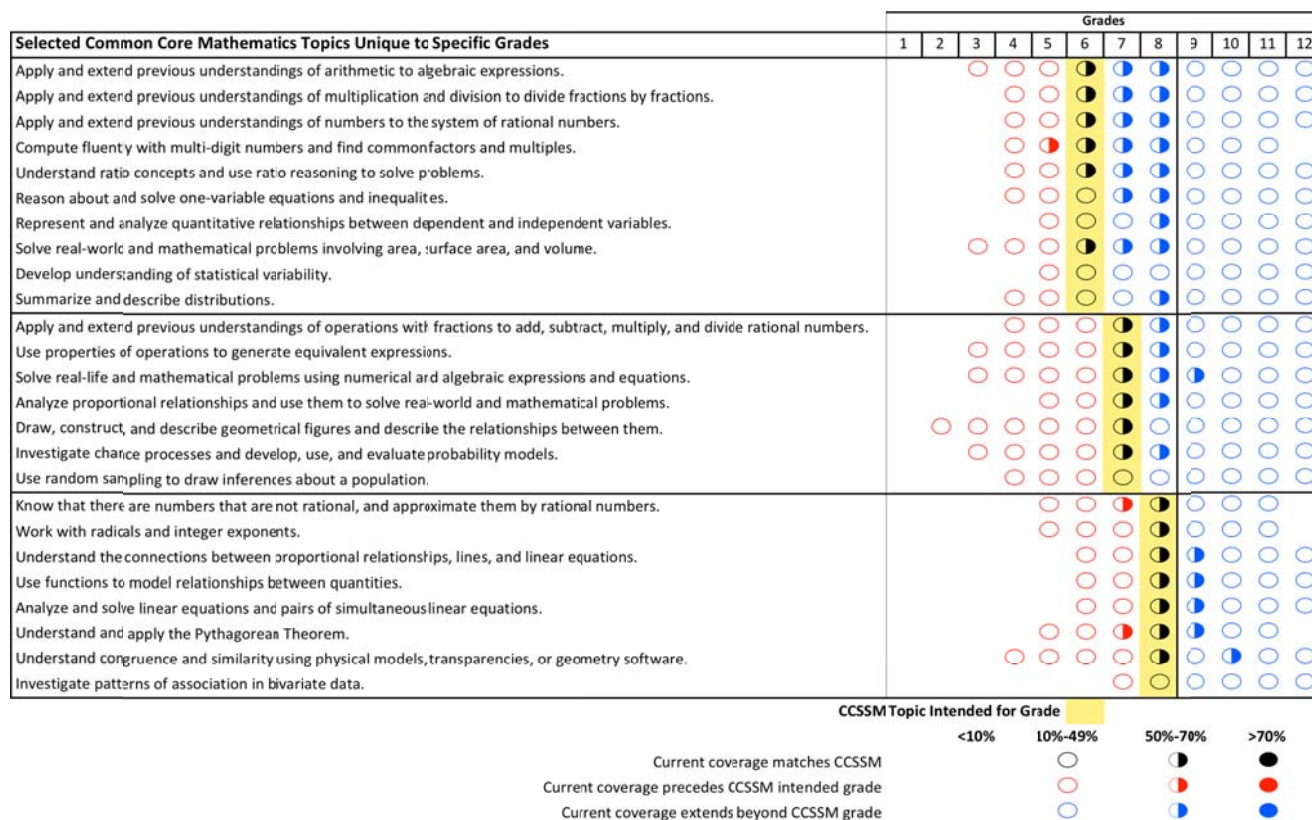 Grades
Selected Common Core Mathematics Topics Unique to Specific Grades 1 2 3 4 5 6 7 8 9 10 11 12
Apply and extend previous understandings of arithmetic to algebraic expressions.
Apply and extend previous understandings of multiplication and division to divide fractions by fractions.
Apply and extend previous understandings of numbers to the system of rational numbers.
Compute fluently with multi-digit numbers and find common factors and multiples.
Understand ratio concepts and use ratio reasoning to solve problems.
Reason about and solve one-variable equations and inequalites.
Represent and analyze quantitative relationships between dependent and independent variables.
Solve real-world and mathematical problems involving area, surface area, and volume.
Develop understanding of statistical variability.
Summarize and describe distributions.
Apply and extend previous understandings of operations with fractions to add, subtract, multiply, and divide rational numbers.
Use properties of operations to generate equivalent expressions.
Solve real-life and mathematical problems using numerical and algebraic expressions and equations.
Analyze proportional relationships and use them to solve real-world and mathematical problems.
Draw, construct, and describe geometrical figures and describe the relationships between them.
Investigate chance processes and develop, use, and evaluate probability models.
Use random sampling to draw inferences about a population.
Know that there are numbers that are not rational, and approximate them by rational numbers.
Work with radicals and integer exponents.
Understand the connections between proportional relationships, lines, and linear equations.
Use functions to model relationships between quantities.
Analyze and solve linear equations and pairs of simultaneous linear equations.
Understand and apply the Pythagorean Theorem.
Understand congruence and similarity using physical models, transparencies, or geometry software.
Investigate patterns of association in bivariate data.
CCSSM Topic Intended for Grade
<10% 10%-49% 50%-70% >70%
Current coverage matches CCSSM
Current coverage precedes CCSSM intended grade
Current coverage extends beyond CCSSM grade